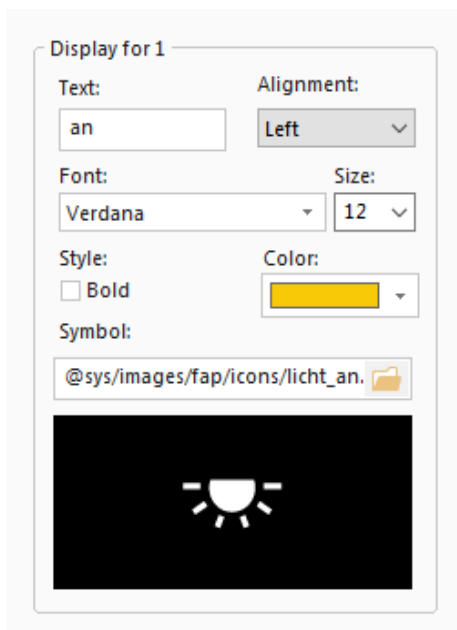 Display for 1
Text:
Alignment:
an
Left
Font:
Size:
Verdana
12
Style:
Color:
Bold
Symbol:
@sys/images/fap/icons/licht_an.